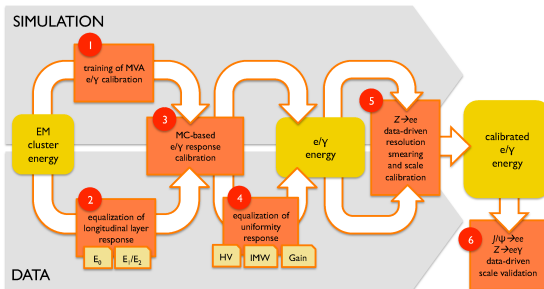 SIMULATION
1
training of MVA
e/γ calibration
EM
cluster
energy
3
MC-based
e/γ response
calibration
2
equalization of
longitudinal layer
response
E₀
E₁/E₂
4
equalization of
uniformity
response
HV
IMW
Gain
e/γ
energy
5
Z→ee
data-driven
resolution
smearing
and scale
calibration
calibrated
e/γ
energy
6
J/ψ→ee
Z→eeγ
data-driven
scale validation
DATA